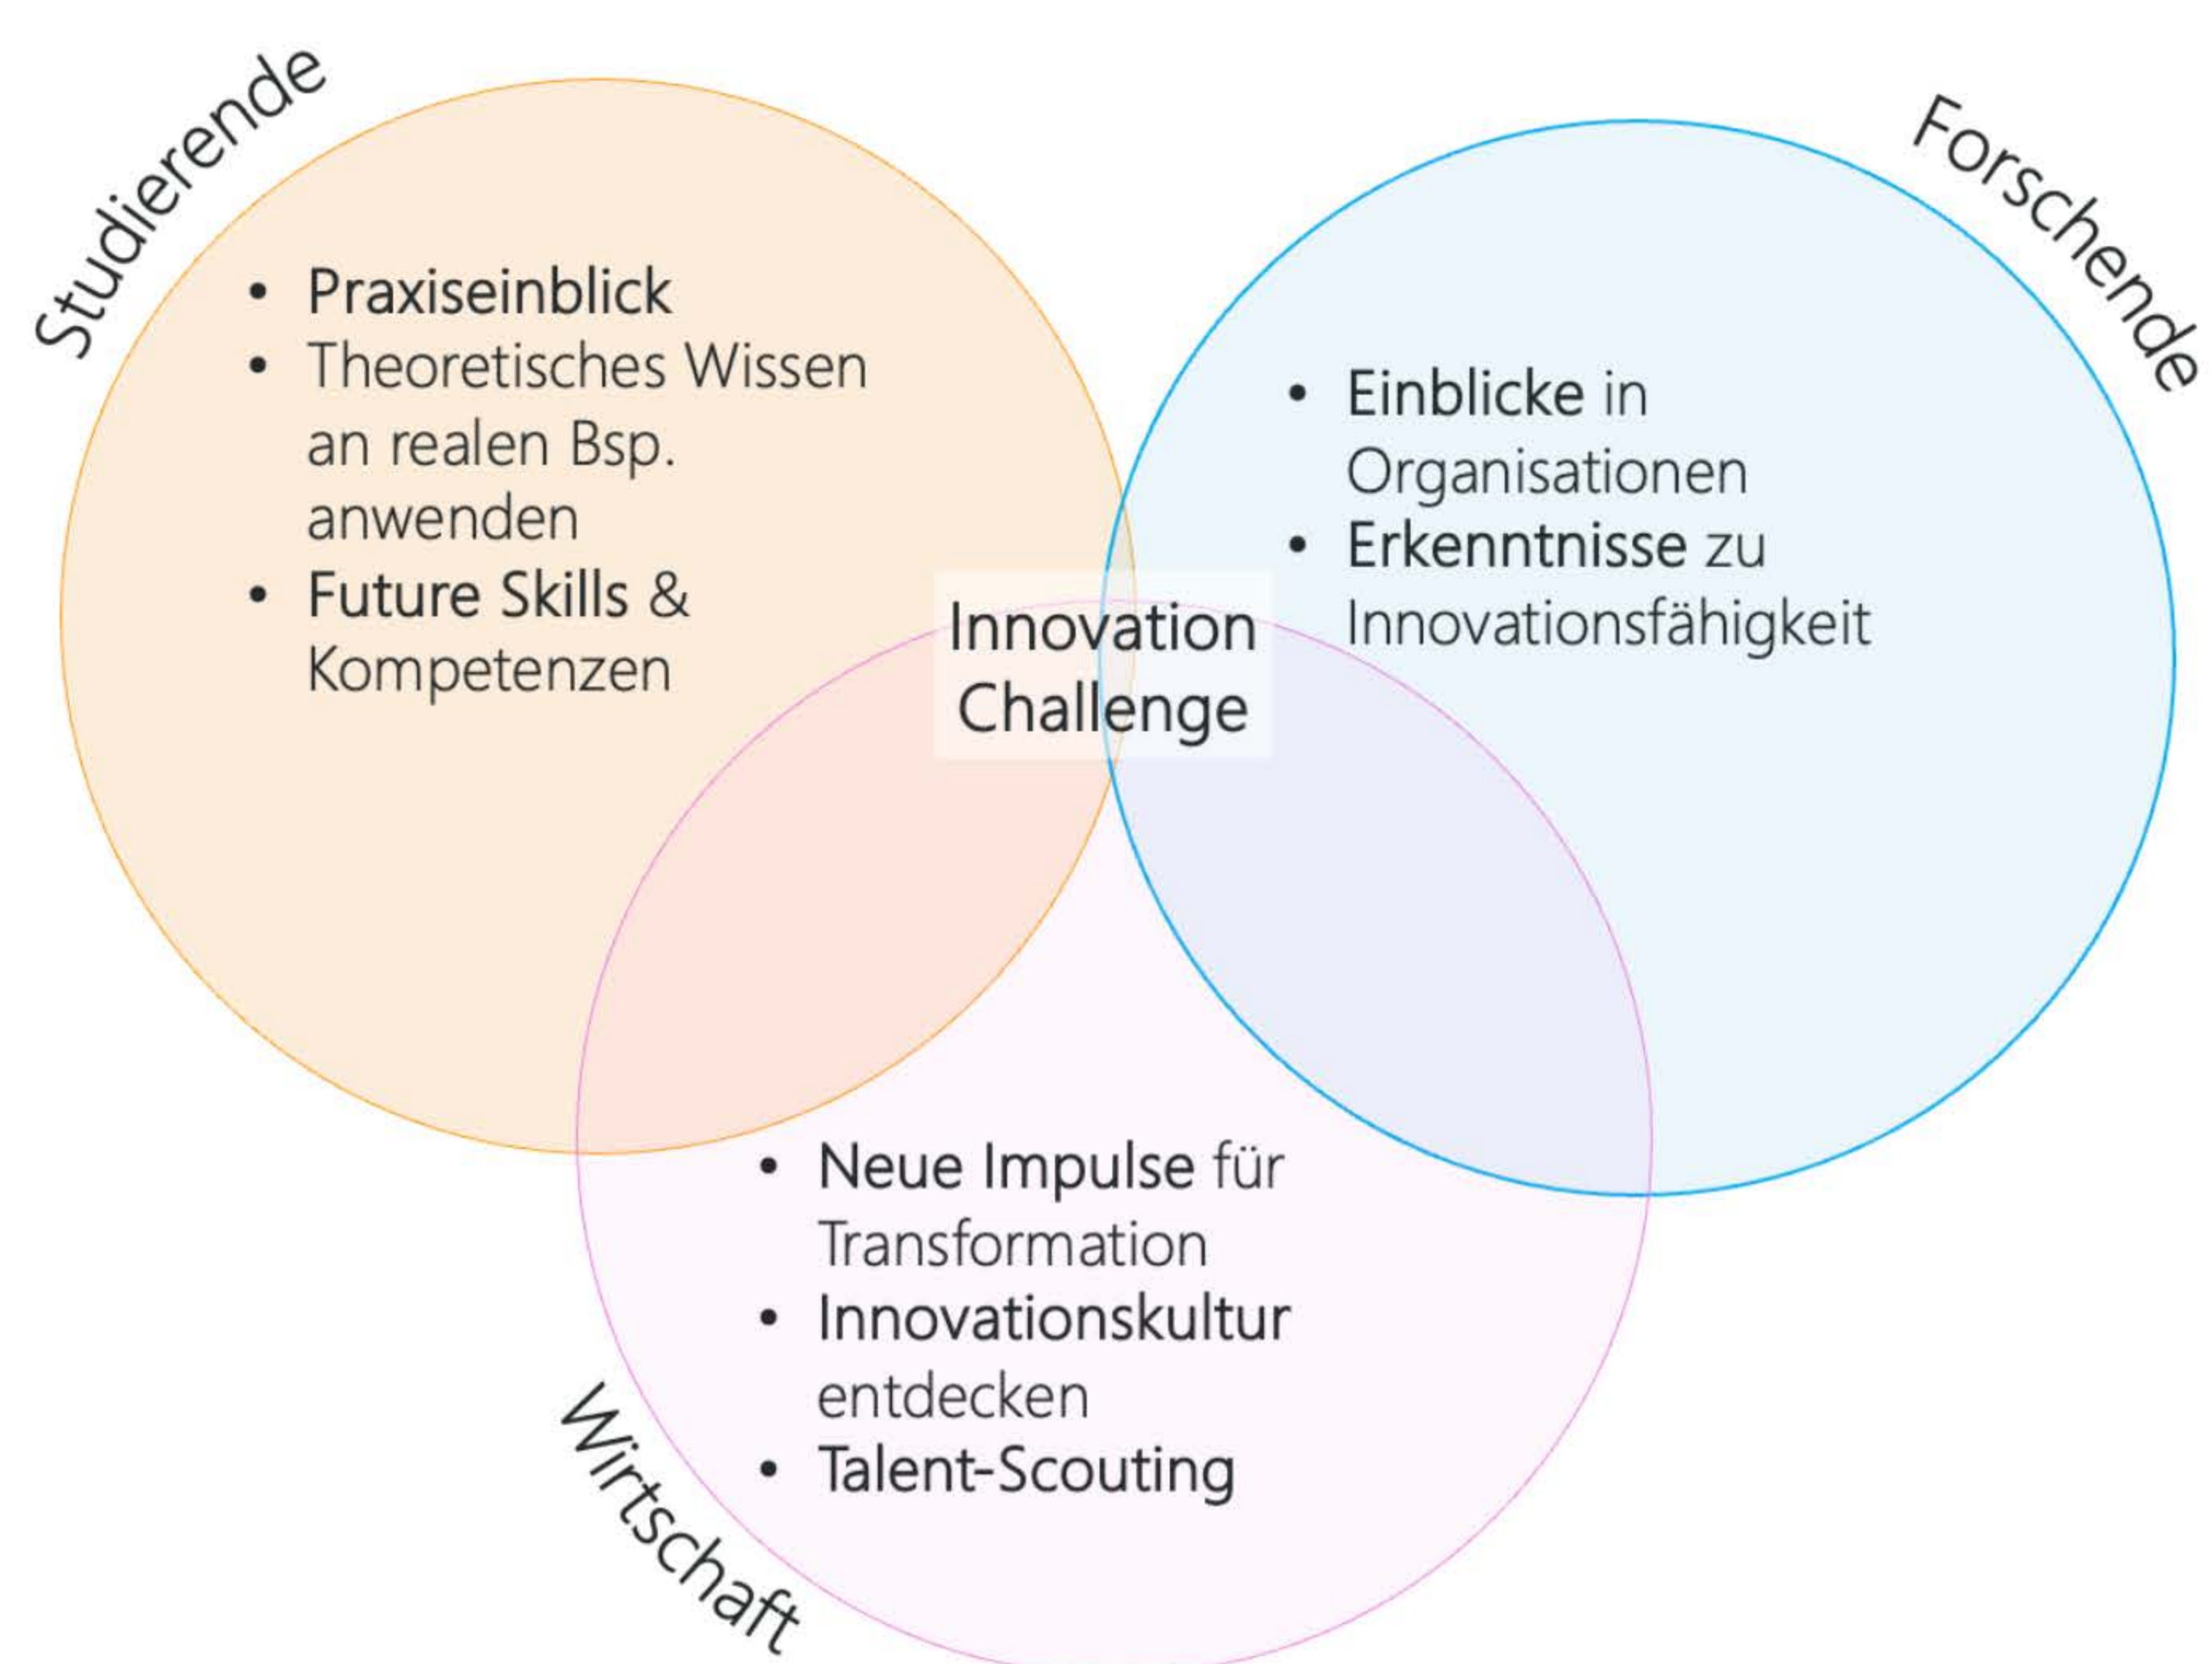 Studierende
• Praxiseinblick
• Theoretisches Wissen
an realen Bsp.
anwenden
• Future Skills &
Kompetenzen
Forschende
• Einblicke in
Organisationen
• Erkenntnisse zu
Innovationsfähigkeit
Innovation
Challenge
Wirtschaft
• Neue Impulse für
Transformation
• Innovationskultur
entdecken
• Talent-Scouting